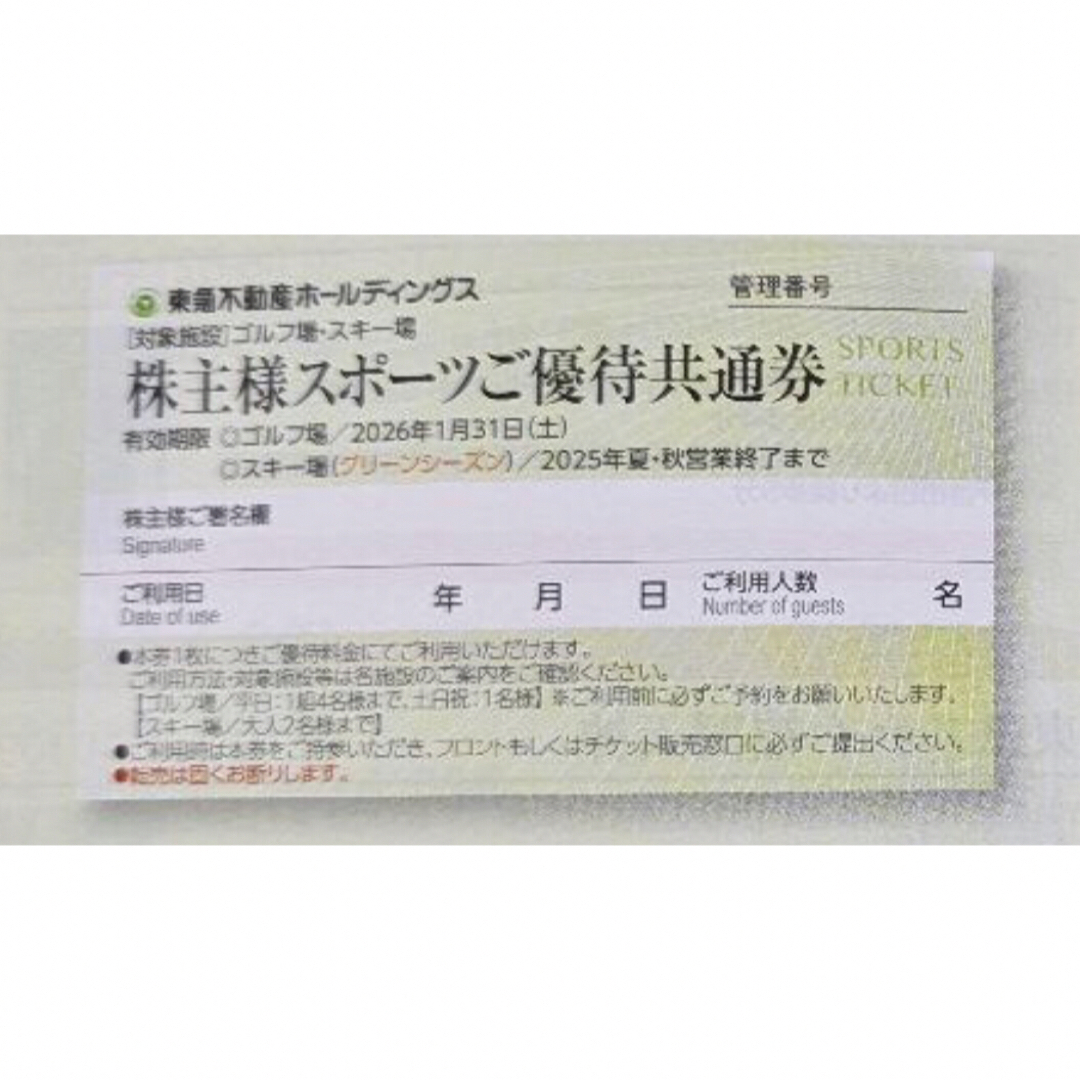 東急不動産ホールディングス
管理番号
[対象施設]ゴルフ場・スキー場
株主様スポーツご優待共通券
SPORTS
TICKET
有効期限 ◎ゴルフ場／2026年1月31日(土)
◎スキー場(グリーンシーズン)／2025年夏・秋営業終了まで
株主様ご署名欄
Signature
ご利用日 年 月 日 ご利用人数 名
Date of use Number of guests
●本券1枚につきご優待料金にてご利用いただけます。
ご利用方法・対象施設等は各施設のご案内をご確認ください。
【ゴルフ場／平日：1組4名様まで、土日祝：1名様】※ご利用前に必ずご予約をお願いいたします。
【スキー場／大人2名様まで】
●ご利用時は本券をご持参いただき、フロントもしくはチケット販売窓口に必ずご提出ください。
●転売は固くお断りします。